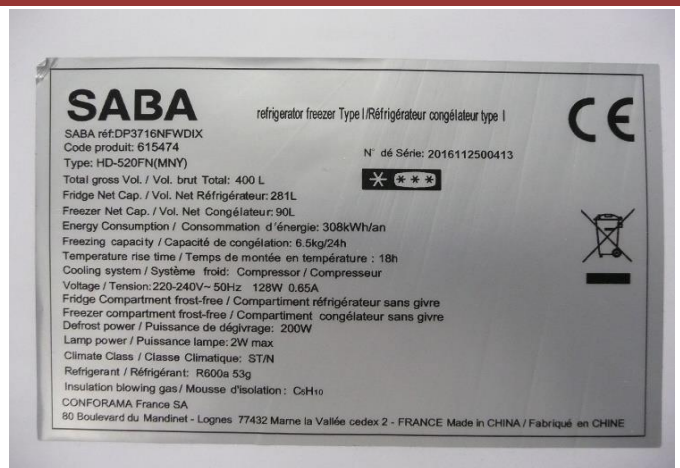 SABA
refrigerator freezer Type I/Réfrigérateur congélateur type I
CE
SABA réf:DP3716NFWDIX
Code produit: 615474
N° dé Série: 2016112500413
Type: HD-520FN(MNY)
Total gross Vol. / Vol. brut Total: 400 L
Fridge Net Cap. / Vol. Net Réfrigérateur: 281L
Freezer Net Cap. / Vol. Net Congélateur: 90L
Energy Consumption / Consommation d'énergie: 308kWh/an
Freezing capacity / Capacité de congélation: 6.5kg/24h
Temperature rise time / Temps de montée en température : 18h
Cooling system / Système froid: Compressor / Compresseur
Voltage / Tension: 220-240V~ 50Hz 128W 0.65A
Fridge Compartment frost-free / Compartiment réfrigérateur sans givre
Freezer compartment frost-free / Compartiment congélateur sans givre
Defrost power / Puissance de dégivrage: 200W
Lamp power / Puissance lampe: 2W max
Climate Class / Classe Climatique: ST/N
Refrigerant / Réfrigérant: R600a 53g
Insulation blowing gas / Mousse d'isolation : C5H10
CONFORAMA France SA
80 Boulevard du Mandinet - Lognes 77432 Marne la Vallée cedex 2 - FRANCE Made in CHINA / Fabriqué en CHINE